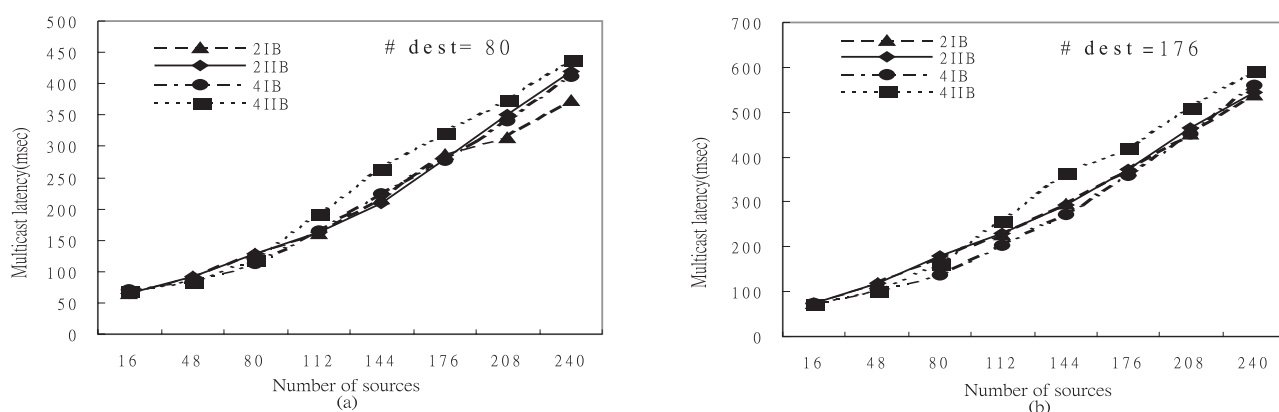 500
450
400
350
300
250
200
150
100
50
0
Multicast latency(msec)
2IB
2IIB
4IB
4IIB
# dest= 80
16 48 80 112 144 176 208 240
Number of sources
(a)
700
600
500
400
300
200
100
0
Multicast latency(msec)
2IB
2IIB
4IB
4IIB
# dest =176
16 48 80 112 144 176 208 240
Number of sources
(b)